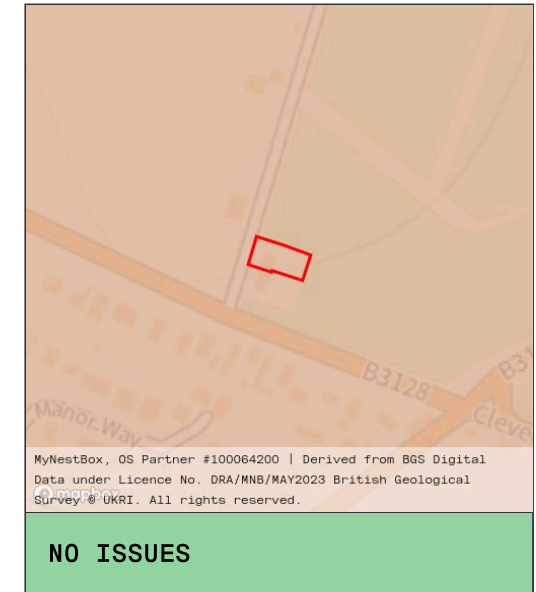 B3128
B31
Cleve
Manor Way
MyNestBox, OS Partner #100064200 | Derived from BGS Digital
Data under Licence No. DRA/MNB/MAY2023 British Geological
mapbox
Survey © UKRI. All rights reserved.
NO ISSUES